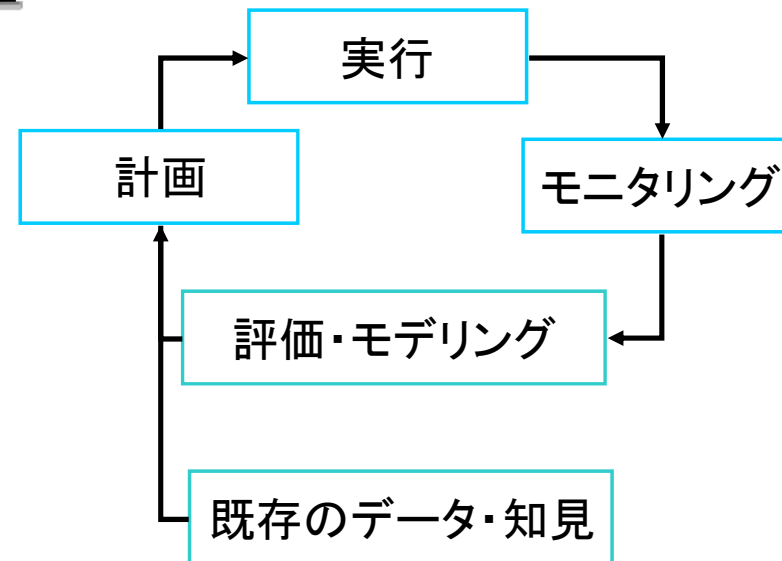 実行
計画
モニタリング
評価・モデリング
既存のデータ・知見